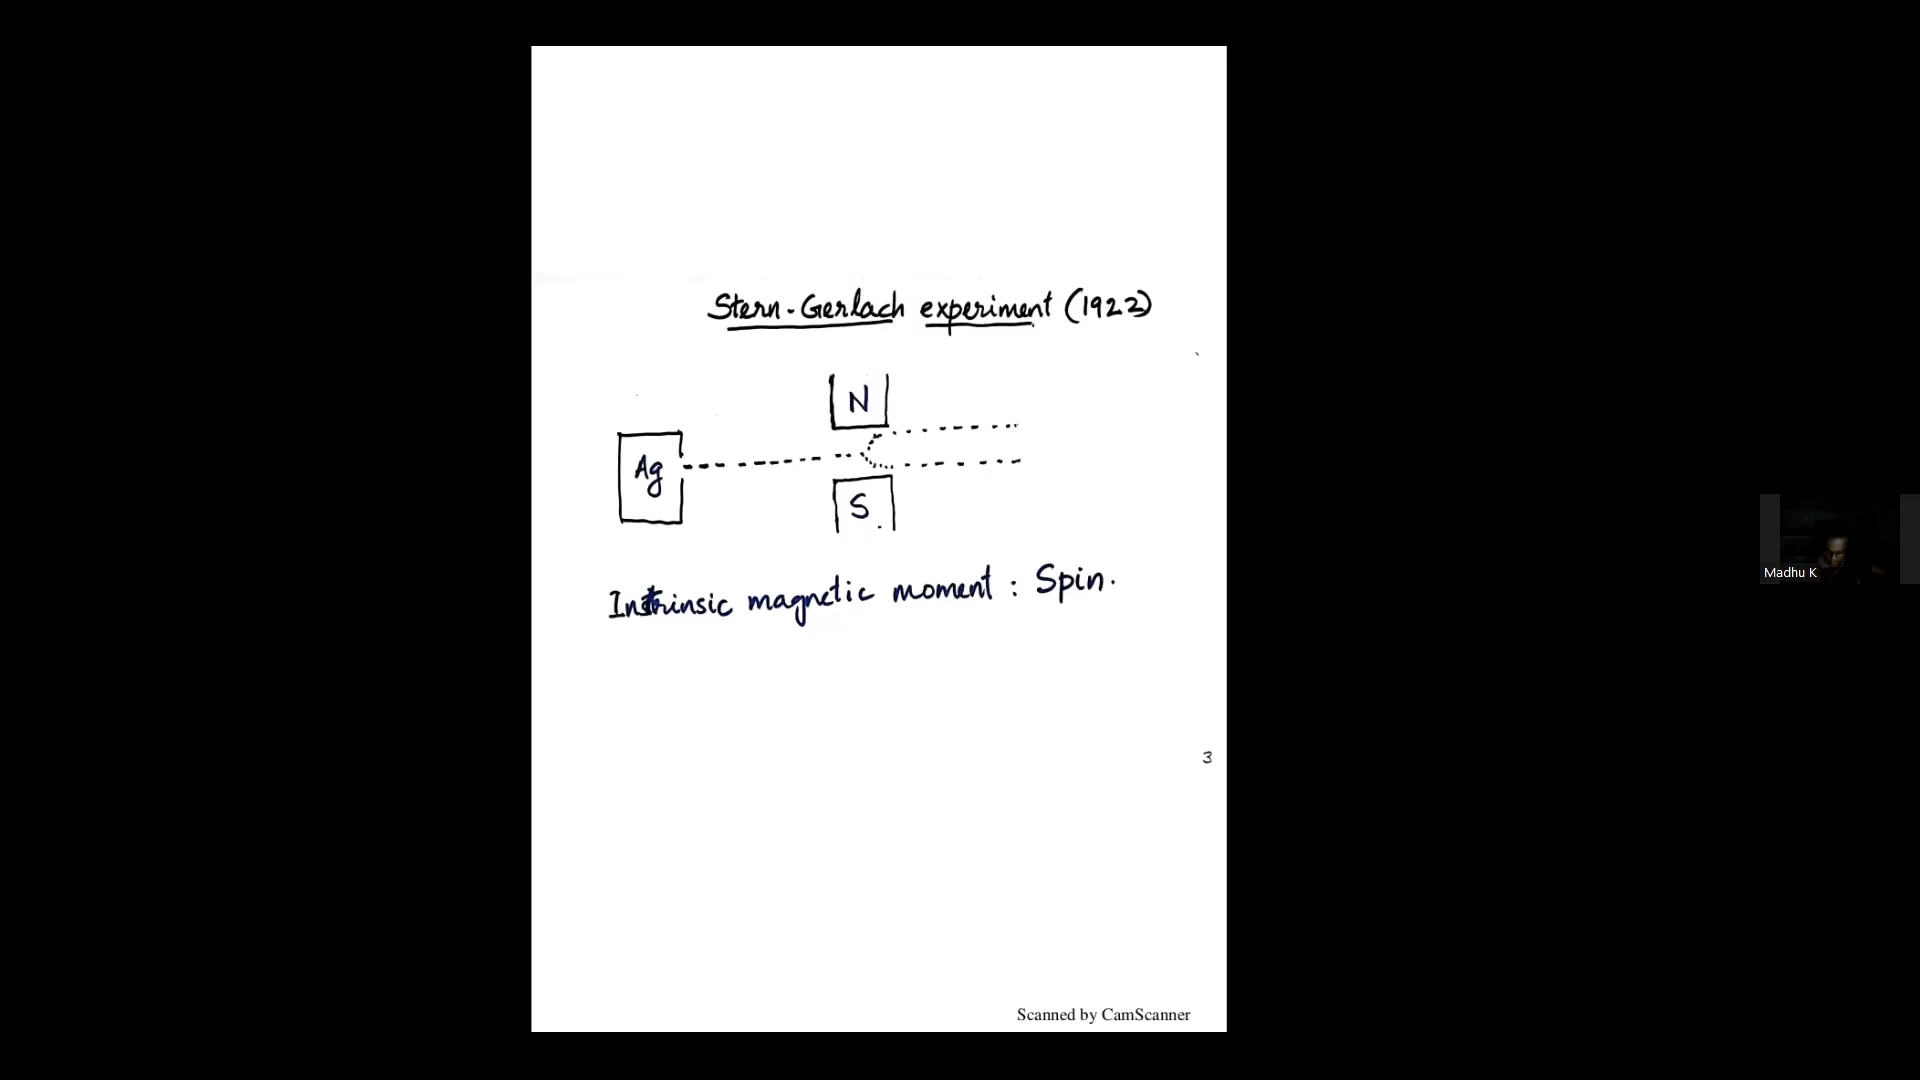 Stern-Gerlach experiment (1922)
N
Ag
S
Intrinsic magnetic moment : Spin.
Madhu K
3
Scanned by CamScanner